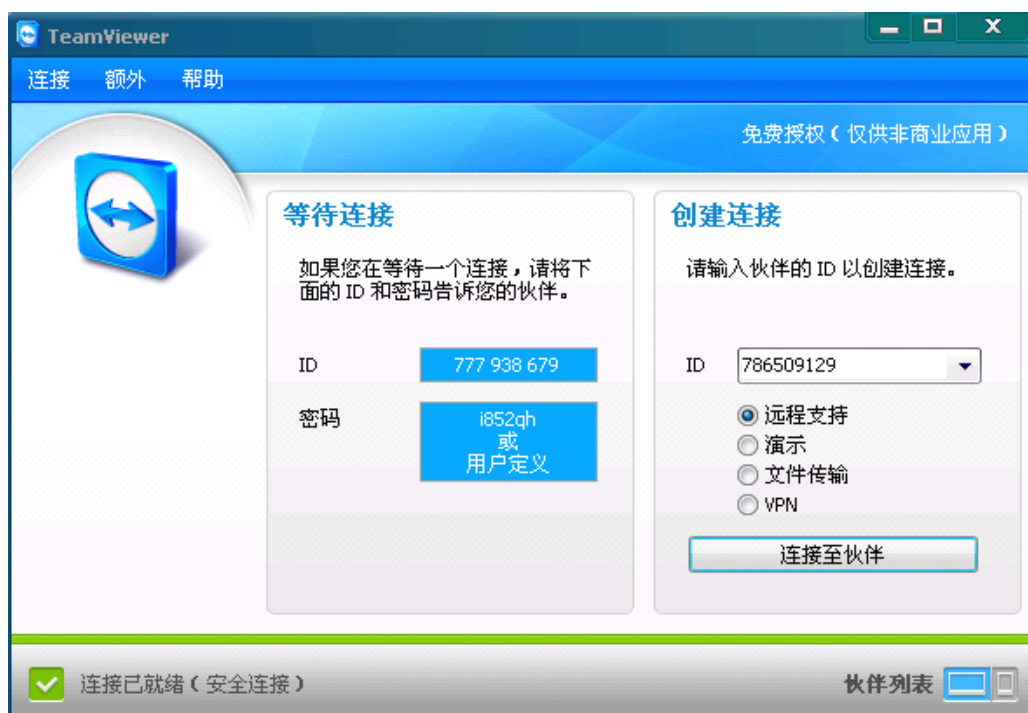 TeamViewer
连接 额外 帮助
免费授权（仅供非商业应用）
等待连接
如果您在等待一个连接，请将下
面的 ID 和密码告诉您的伙伴。
ID 777 938 679
密码 i852qh
或
用户定义
创建连接
请输入伙伴的 ID 以创建连接。
ID 786509129
远程支持
演示
文件传输
VPN
连接至伙伴
连接已就绪（安全连接）
伙伴列表